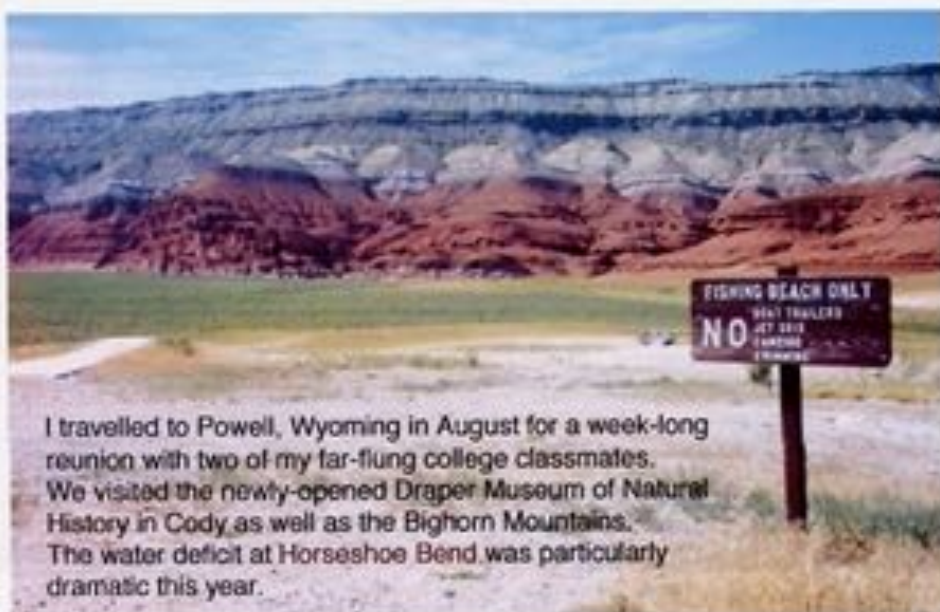 FISHING BEACH ONLY
NO
BOAT TRAILERS
JET SKIS
CAMPING
SWIMMING
I travelled to Powell, Wyoming in August for a week-long
reunion with two of my far-flung college classmates.
We visited the newly-opened Draper Museum of Natural
History in Cody as well as the Bighorn Mountains.
The water deficit at Horseshoe Bend was particularly
dramatic this year.